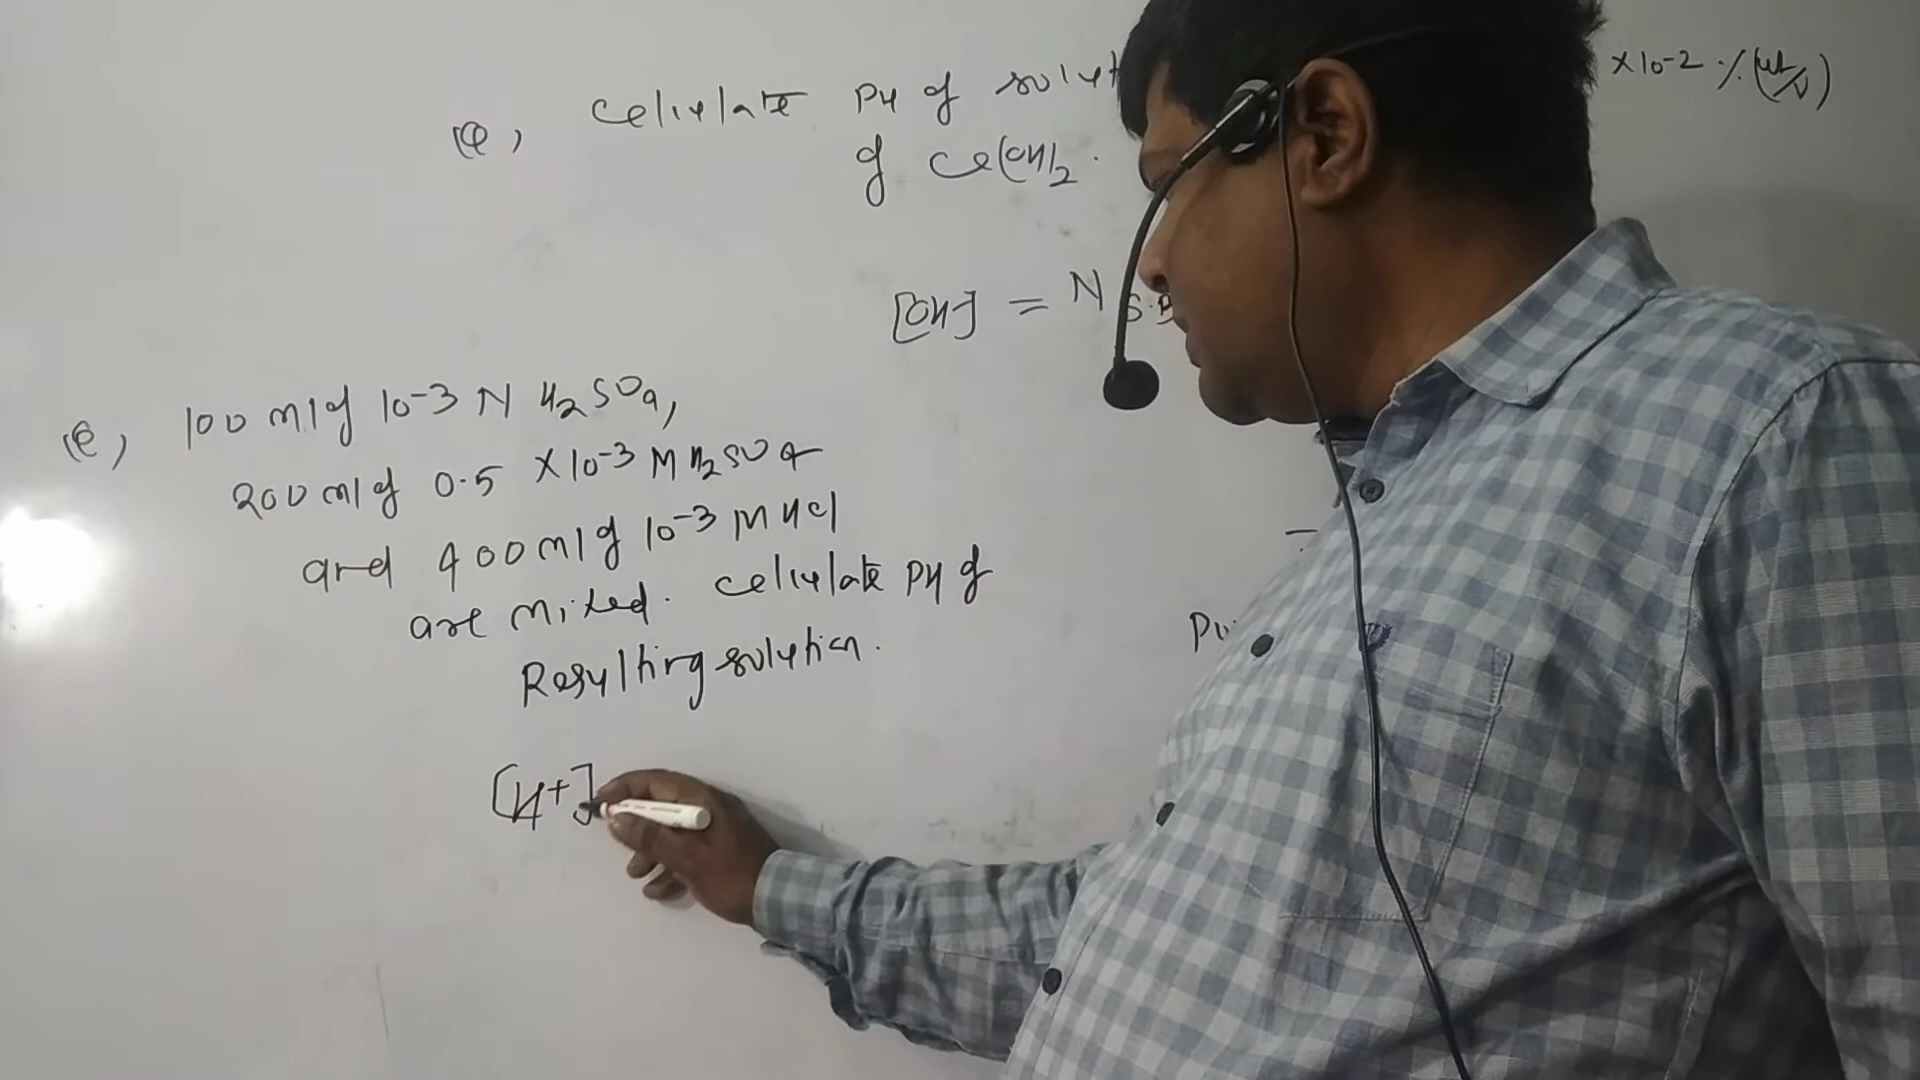 Q, Calculate PH of solut
×10-2 % (w/v)
of Ca(OH)2.
[OH-] = N S.B
Q, 100 ml of 10-3 N H2SO4,
200 ml of 0.5 ×10-3 M H2SO4
and 400 ml of 10-3 M HCl
are mixed. Calculate PH of
Resulting solution.
[H+]